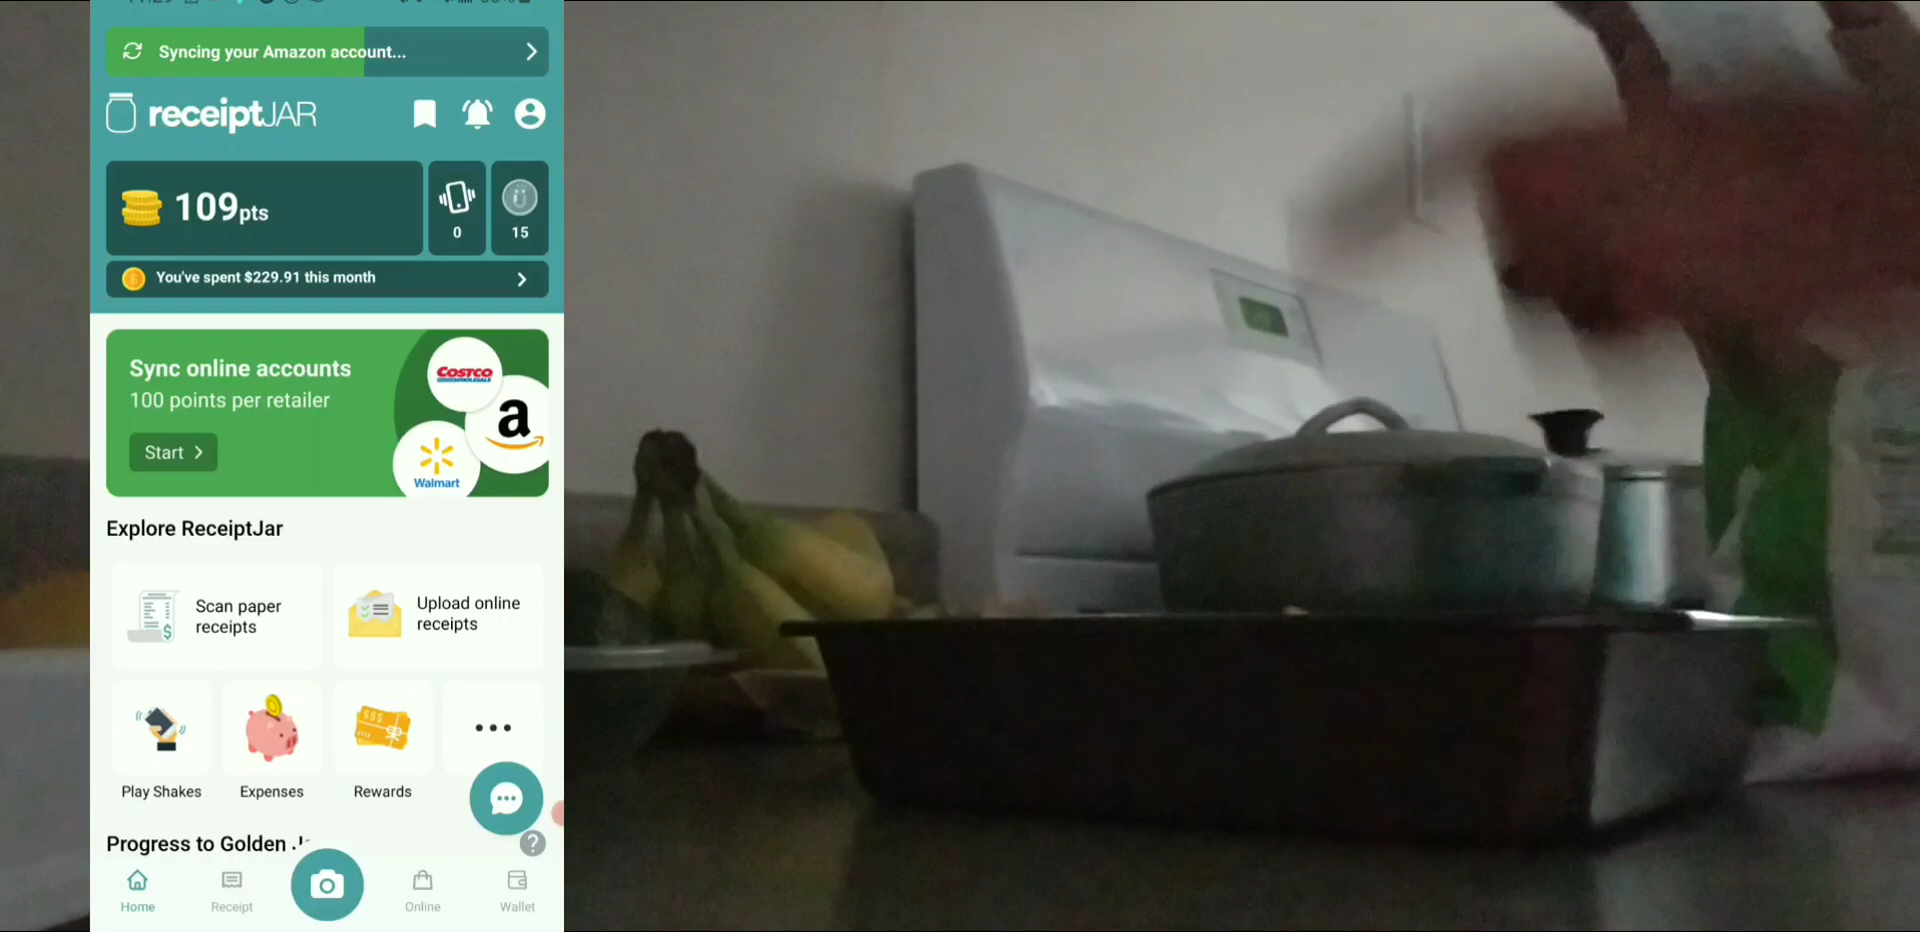 Syncing your Amazon account...
receiptJAR
109pts
0
15
You've spent $229.91 this month
Sync online accounts
100 points per retailer
Start
COSTCO
WHOLESALE
a
Walmart
Explore ReceiptJar
Scan paper
receipts
Upload online
receipts
$$$
Play Shakes
Expenses
Rewards
Progress to Golden
?
Home
Receipt
Online
Wallet